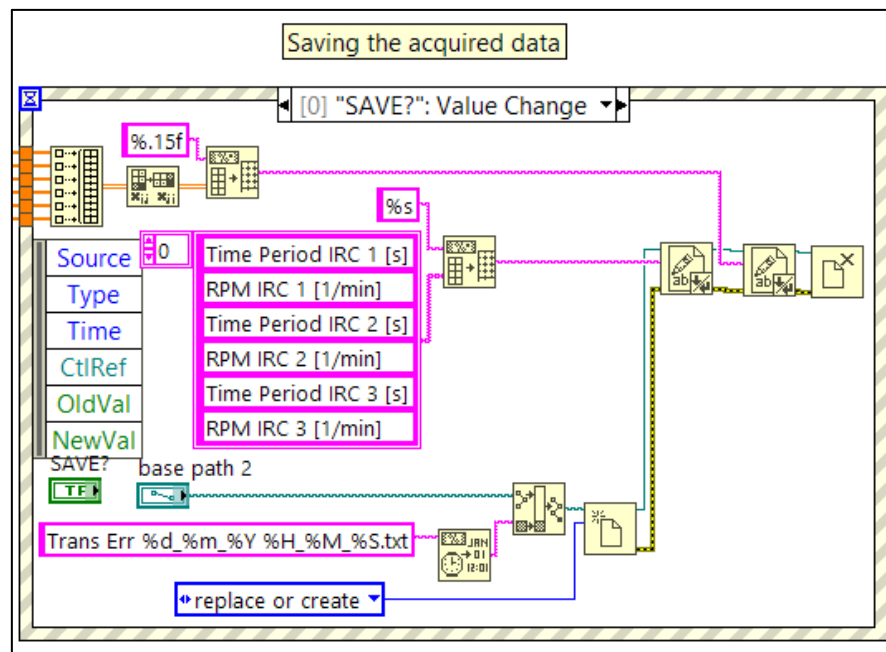 Saving the acquired data
[0] "SAVE?": Value Change
%.15f
%s
0
Time Period IRC 1 [s]
RPM IRC 1 [1/min]
Time Period IRC 2 [s]
RPM IRC 2 [1/min]
Time Period IRC 3 [s]
RPM IRC 3 [1/min]
Source
Type
Time
CtlRef
OldVal
NewVal
SAVE?
TF
base path 2
Trans Err %d_%m_%Y %H_%M_%S.txt
JAN
01
12:01
replace or create
ab
ab